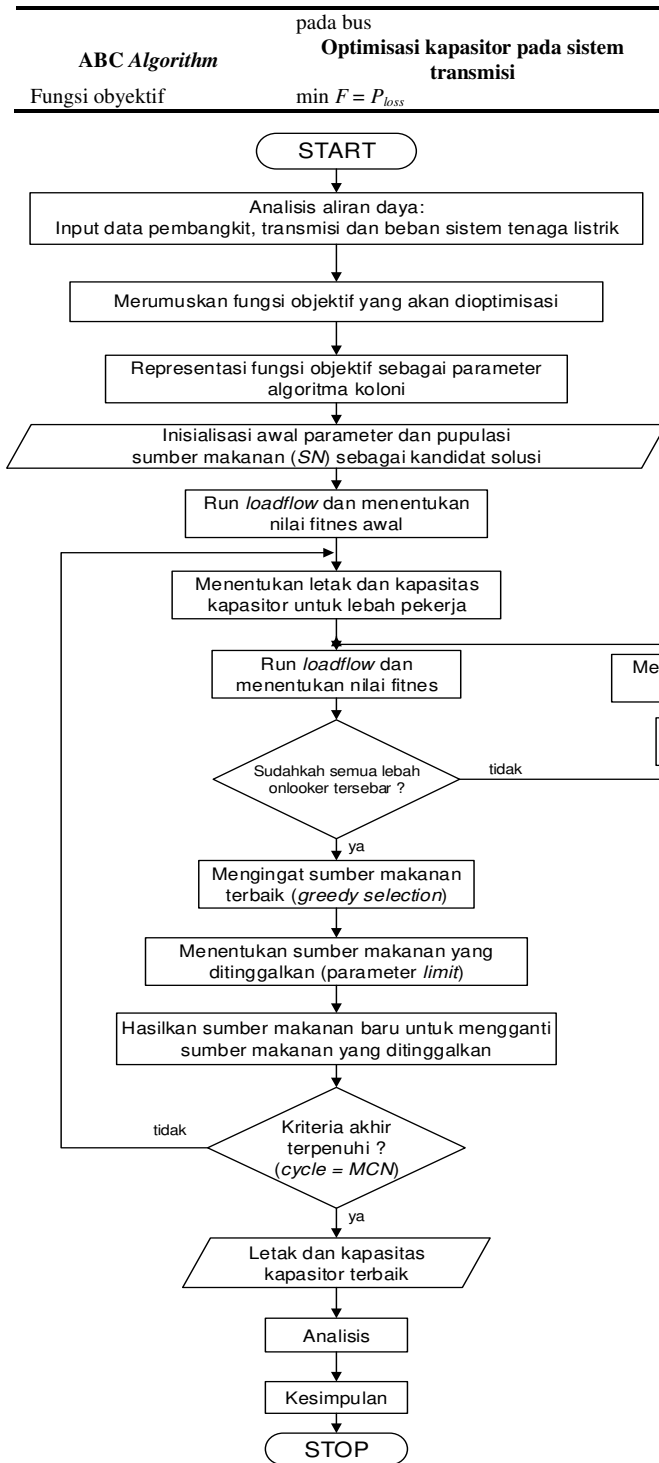 pada bus
ABC Algorithm
Optimisasi kapasitor pada sistem
transmisi
Fungsi obyektif
min F = Ploss
START
Analisis aliran daya:
Input data pembangkit, transmisi dan beban sistem tenaga listrik
Merumuskan fungsi objektif yang akan dioptimisasi
Representasi fungsi objektif sebagai parameter
algoritma koloni
Inisialisasi awal parameter dan pupulasi
sumber makanan (SN) sebagai kandidat solusi
Run loadflow dan menentukan
nilai fitnes awal
Menentukan letak dan kapasitas
kapasitor untuk lebah pekerja
Run loadflow dan
menentukan nilai fitnes
Me
Sudahkah semua lebah
onlooker tersebar ?
tidak
ya
Mengingat sumber makanan
terbaik (greedy selection)
Menentukan sumber makanan yang
ditinggalkan (parameter limit)
Hasilkan sumber makanan baru untuk mengganti
sumber makanan yang ditinggalkan
tidak
Kriteria akhir
terpenuhi ?
(cycle = MCN)
ya
Letak dan kapasitas
kapasitor terbaik
Analisis
Kesimpulan
STOP